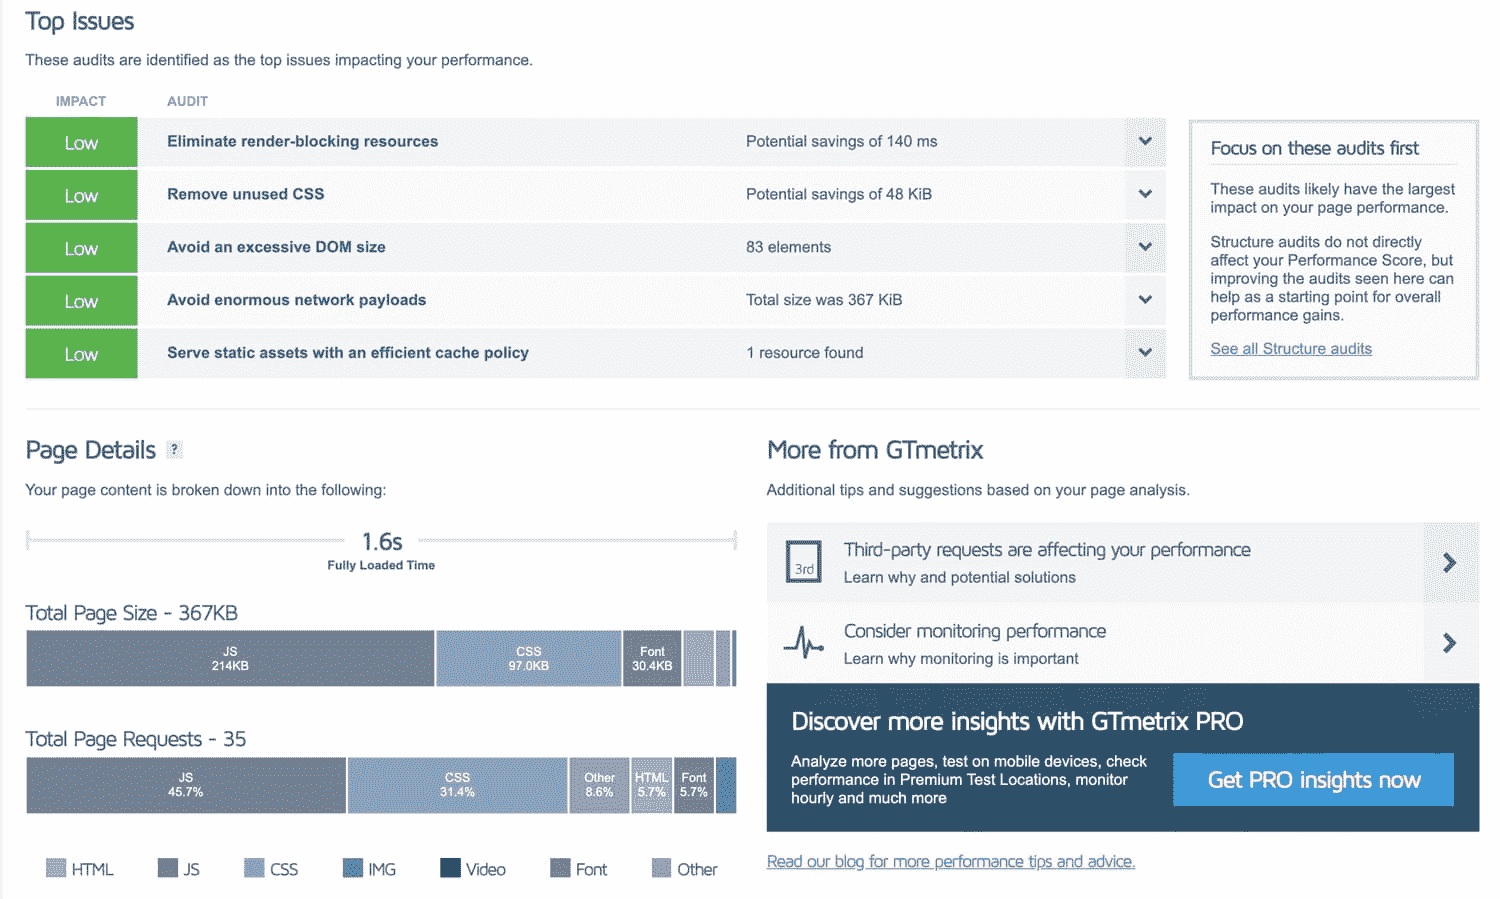 Top Issues
These audits are identified as the top issues impacting your performance.
IMPACT AUDIT
Low Eliminate render-blocking resources Potential savings of 140 ms
Low Remove unused CSS Potential savings of 48 KiB
Low Avoid an excessive DOM size 83 elements
Low Avoid enormous network payloads Total size was 367 KiB
Low Serve static assets with an efficient cache policy 1 resource found
Focus on these audits first
These audits likely have the largest
impact on your page performance.
Structure audits do not directly
affect your Performance Score, but
improving the audits seen here can
help as a starting point for overall
performance gains.
See all Structure audits
Page Details ?
Your page content is broken down into the following:
1.6s
Fully Loaded Time
Total Page Size - 367KB
JS CSS Font
214KB 97.0KB 30.4KB
Total Page Requests - 35
JS CSS Other HTML Font
45.7% 31.4% 8.6% 5.7% 5.7%
HTML JS CSS IMG Video Font Other
More from GTmetrix
Additional tips and suggestions based on your page analysis.
3rd
Third-party requests are affecting your performance
Learn why and potential solutions
Consider monitoring performance
Learn why monitoring is important
Discover more insights with GTmetrix PRO
Analyze more pages, test on mobile devices, check
performance in Premium Test Locations, monitor
hourly and much more
Get PRO insights now
Read our blog for more performance tips and advice.